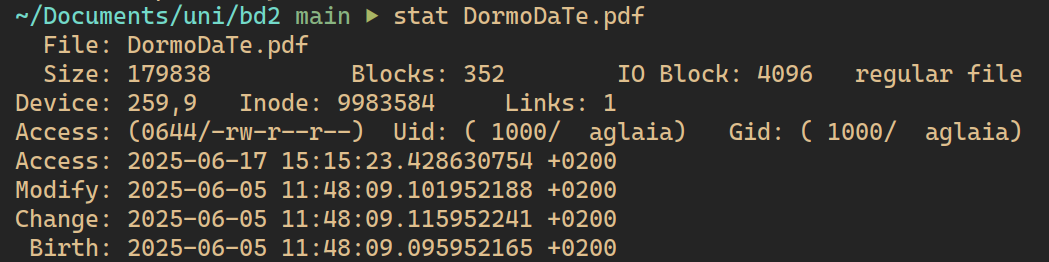 ~/Documents/uni/bd2 main ▶ stat DormoDaTe.pdf
  File: DormoDaTe.pdf
  Size: 179838          Blocks: 352        IO Block: 4096   regular file
Device: 259,9   Inode: 9983584     Links: 1
Access: (0644/-rw-r--r--)  Uid: ( 1000/  aglaia)   Gid: ( 1000/  aglaia)
Access: 2025-06-17 15:15:23.428630754 +0200
Modify: 2025-06-05 11:48:09.101952188 +0200
Change: 2025-06-05 11:48:09.115952241 +0200
 Birth: 2025-06-05 11:48:09.095952165 +0200